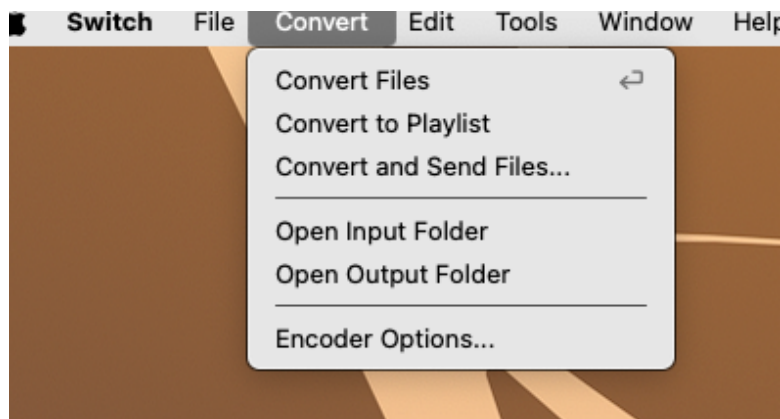 Switch File Convert Edit Tools Window Help
Convert Files
Convert to Playlist
Convert and Send Files...
Open Input Folder
Open Output Folder
Encoder Options...